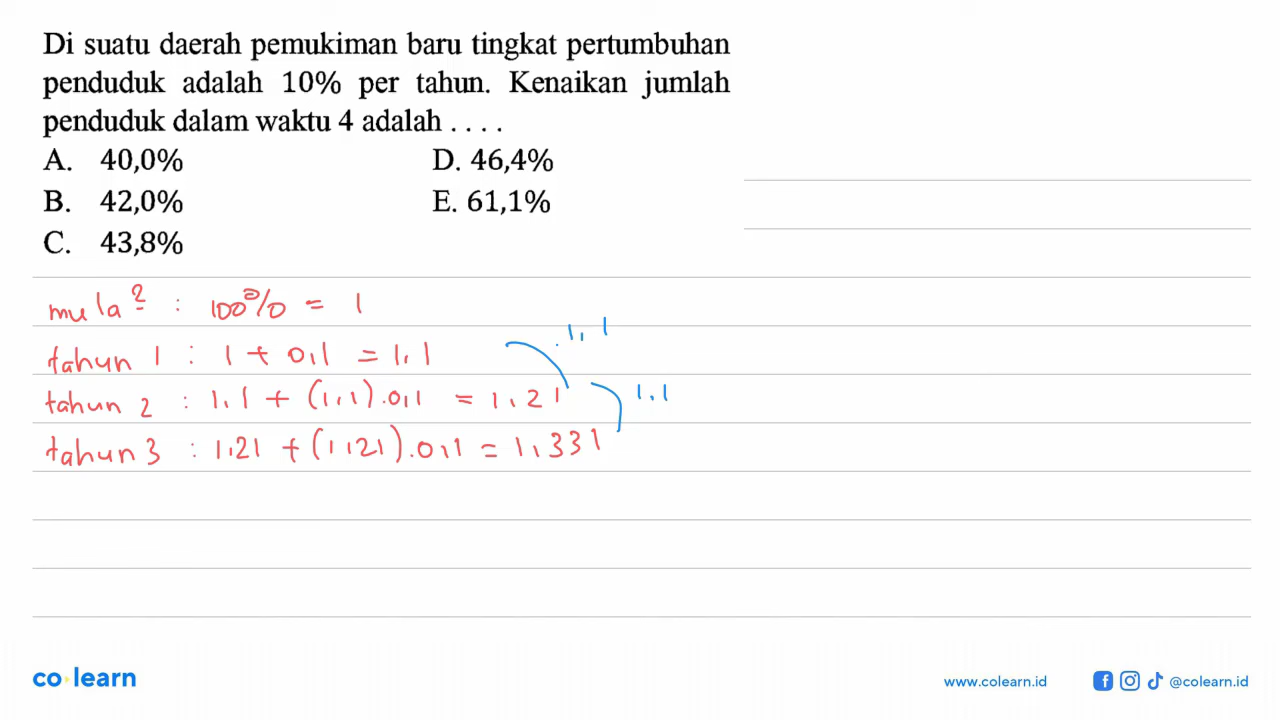 Di suatu daerah pemukiman baru tingkat pertumbuhan
penduduk adalah 10% per tahun. Kenaikan jumlah
penduduk dalam waktu 4 adalah . . . .
A. 40,0%
B. 42,0%
C. 43,8%
D. 46,4%
E. 61,1%
mula² : 100% = 1
tahun 1 : 1 + 0,1 = 1,1
tahun 2 : 1,1 + (1,1).0,1 = 1,21
tahun 3 : 1,21 + (1,21).0,1 = 1,331
.1,1
1,1
co learn
www.colearn.id
@colearn.id